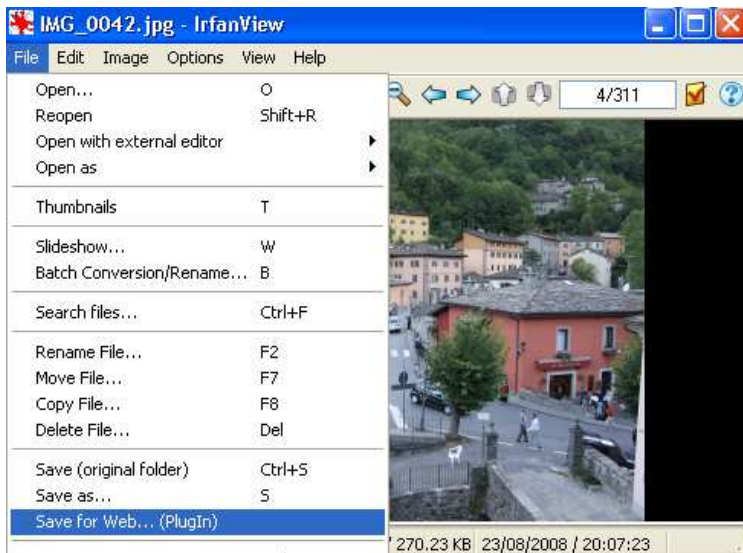 IMG_0042.jpg - IrfanView
File Edit Image Options View Help
4/311
Open... O
Reopen Shift+R
Open with external editor
Open as
Thumbnails T
Slideshow... W
Batch Conversion/Rename... B
Search files... Ctrl+F
Rename File... F2
Move File... F7
Copy File... F8
Delete File... Del
Save (original folder) Ctrl+S
Save as... S
Save for Web... (PlugIn)
/ 270.23 KB 23/08/2008 / 20:07:23